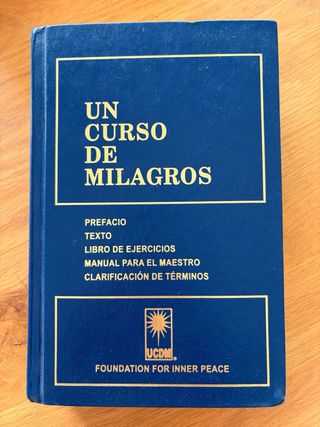 UN
CURSO
DE
MILAGROS
PREFACIO
TEXTO
LIBRO DE EJERCICIOS
MANUAL PARA EL MAESTRO
CLARIFICACIÓN DE TÉRMINOS
UCDM®
FOUNDATION FOR INNER PEACE